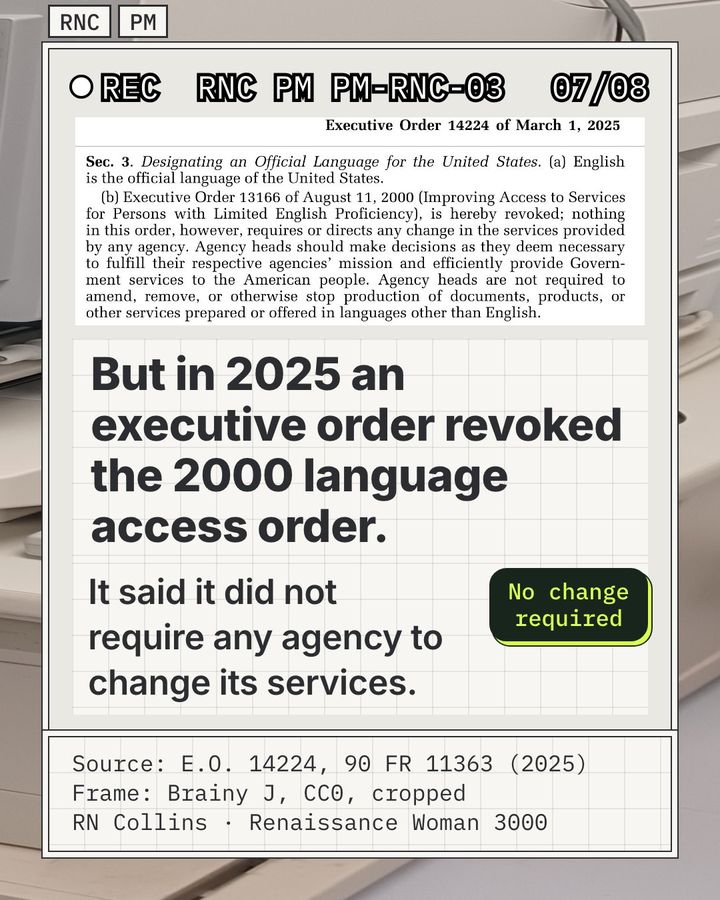 RNC PM
REC RNC PM PM-RNC-03 07/08
Executive Order 14224 of March 1, 2025
Sec. 3. Designating an Official Language for the United States. (a) English
is the official language of the United States.
(b) Executive Order 13166 of August 11, 2000 (Improving Access to Services
for Persons with Limited English Proficiency), is hereby revoked; nothing
in this order, however, requires or directs any change in the services provided
by any agency. Agency heads should make decisions as they deem necessary
to fulfill their respective agencies’ mission and efficiently provide Govern-
ment services to the American people. Agency heads are not required to
amend, remove, or otherwise stop production of documents, products, or
other services prepared or offered in languages other than English.
But in 2025 an
executive order revoked
the 2000 language
access order.
It said it did not
require any agency to
change its services.
No change
required
Source: E.O. 14224, 90 FR 11363 (2025)
Frame: Brainy J, CC0, cropped
RN Collins · Renaissance Woman 3000